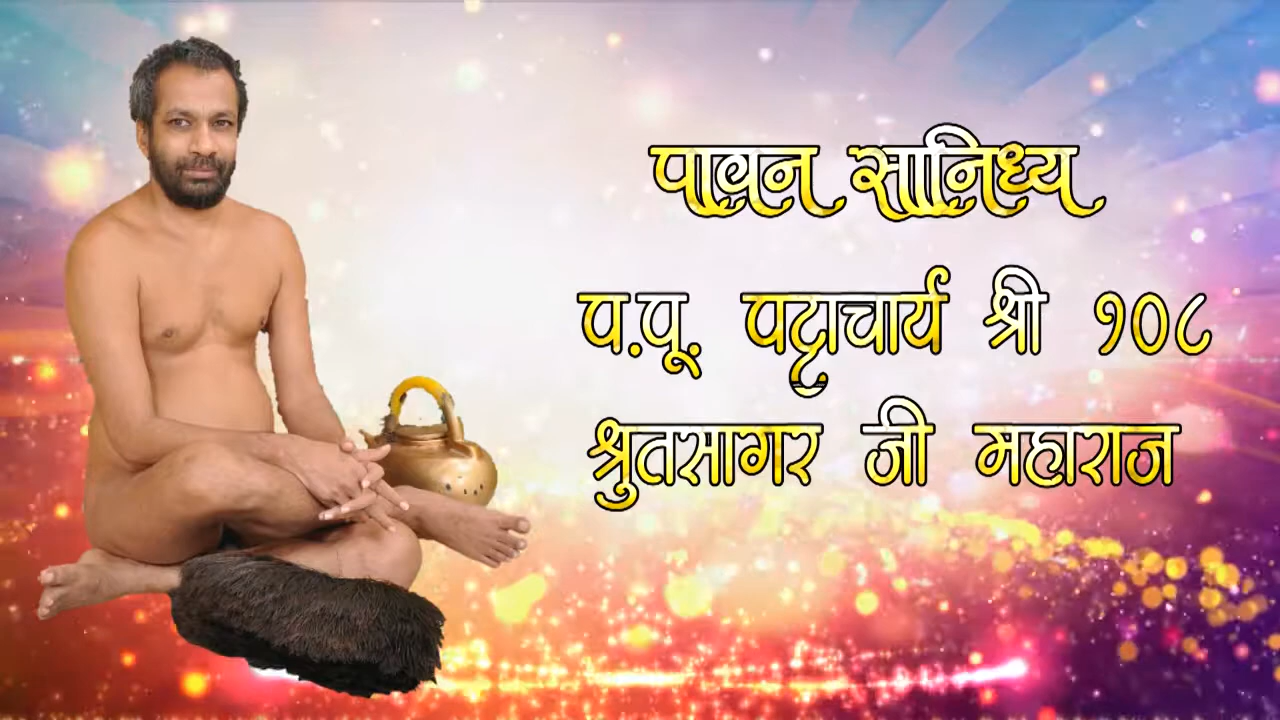 पावन सानिध्य
प.पू. पट्टाचार्य श्री १०८
श्रुतसागर जी महाराज